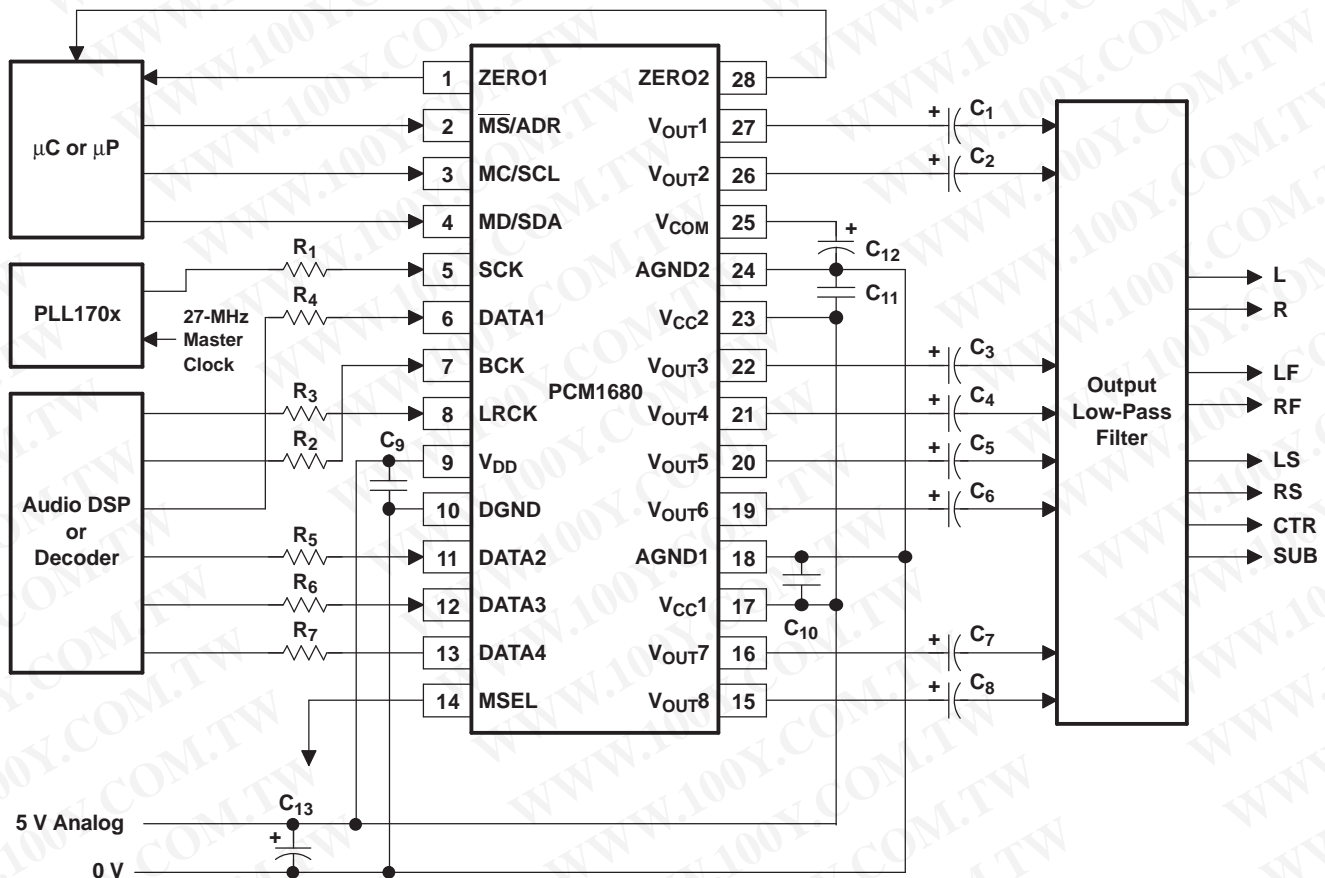 μC or μP
PLL170x
27-MHz
Master
Clock
Audio DSP
or
Decoder
R1
R4
R3
R2
R5
R6
R7
C9
C13
5 V Analog
0 V
PCM1680
1 ZERO1
2 M̅S̅/ADR
3 MC/SCL
4 MD/SDA
5 SCK
6 DATA1
7 BCK
8 LRCK
9 VDD
10 DGND
11 DATA2
12 DATA3
13 DATA4
14 MSEL
ZERO2 28
VOUT1 27
VOUT2 26
VCOM 25
AGND2 24
VCC2 23
VOUT3 22
VOUT4 21
VOUT5 20
VOUT6 19
AGND1 18
VCC1 17
VOUT7 16
VOUT8 15
+ C1
+ C2
+
C12
C11
+ C3
+ C4
+ C5
+ C6
C10
+ C7
+ C8
+
Output
Low-Pass
Filter
L
R
LF
RF
LS
RS
CTR
SUB
WWW.100Y.COM.TW